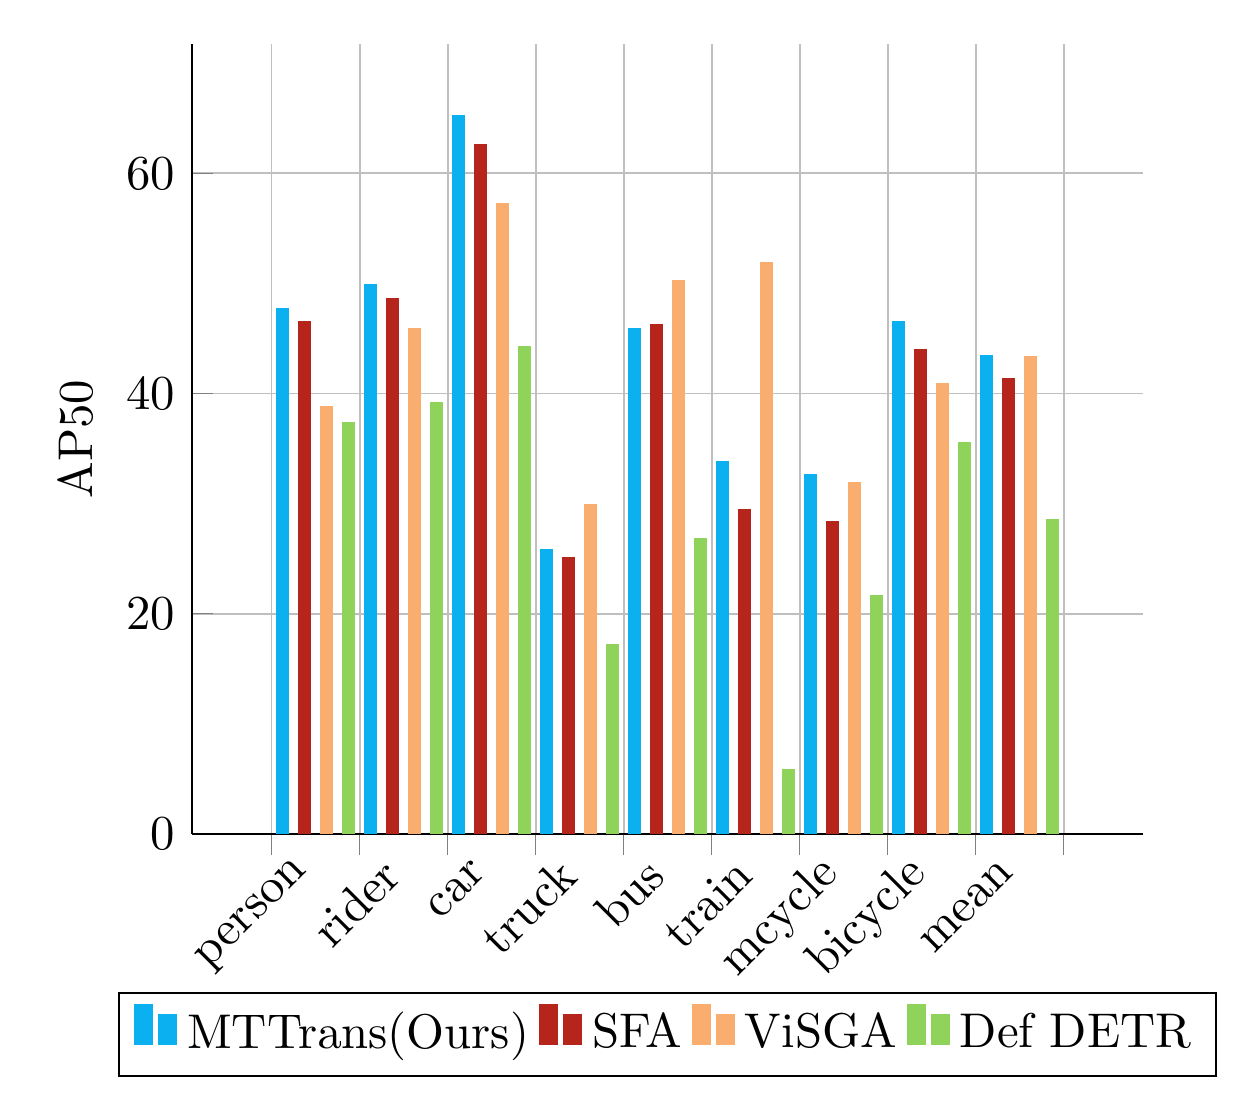 60
40
20
0
AP50
person
rider
car
truck
bus
train
mcycle
bicycle
mean
MTTrans(Ours) SFA ViSGA Def DETR